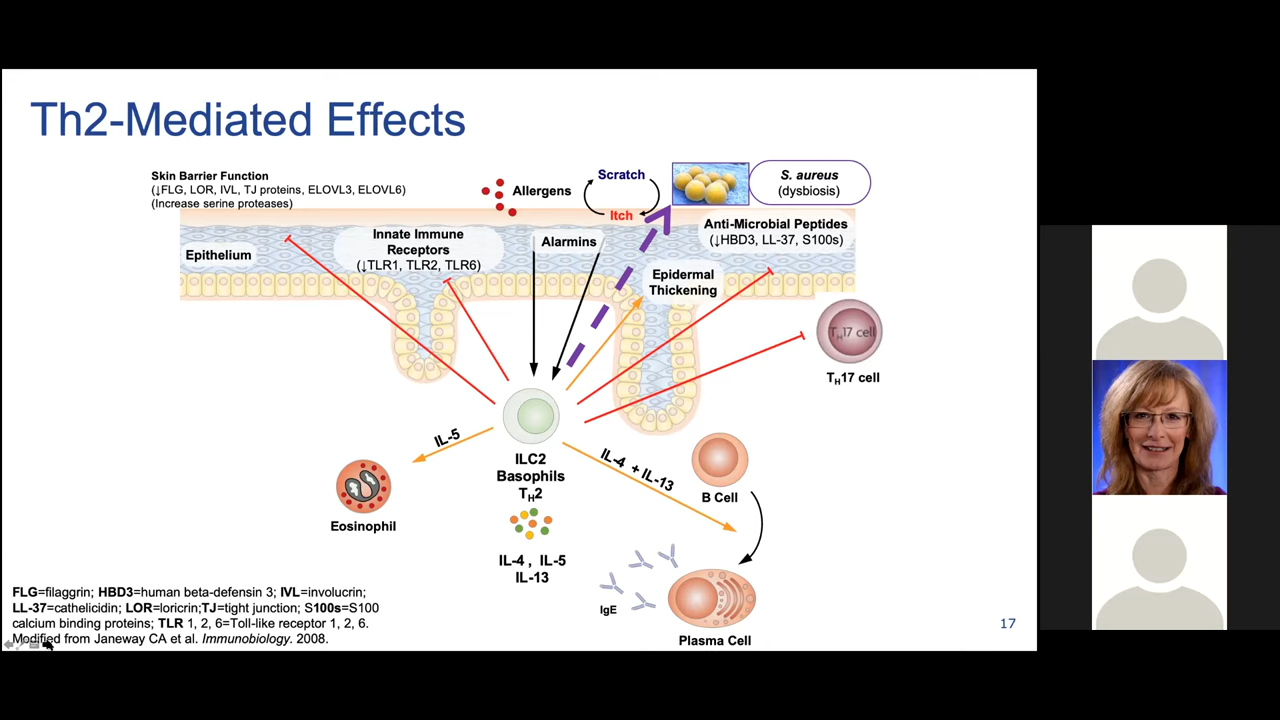 Th2-Mediated Effects
Skin Barrier Function
(↓FLG, LOR, IVL, TJ proteins, ELOVL3, ELOVL6)
(Increase serine proteases)
Allergens
Scratch
Itch
S. aureus
(dysbiosis)
Epithelium
Innate Immune
Receptors
(↓TLR1, TLR2, TLR6)
Alarmins
Anti-Microbial Peptides
(↓HBD3, LL-37, S100s)
Epidermal
Thickening
TH17 cell
TH17 cell
IL-5
Eosinophil
ILC2
Basophils
TH2
IL-4 , IL-5
IL-13
IL-4 + IL-13
B Cell
IgE
Plasma Cell
FLG=filaggrin; HBD3=human beta-defensin 3; IVL=involucrin;
LL-37=cathelicidin; LOR=loricrin;TJ=tight junction; S100s=S100
calcium binding proteins; TLR 1, 2, 6=Toll-like receptor 1, 2, 6.
Modified from Janeway CA et al. Immunobiology. 2008.
17